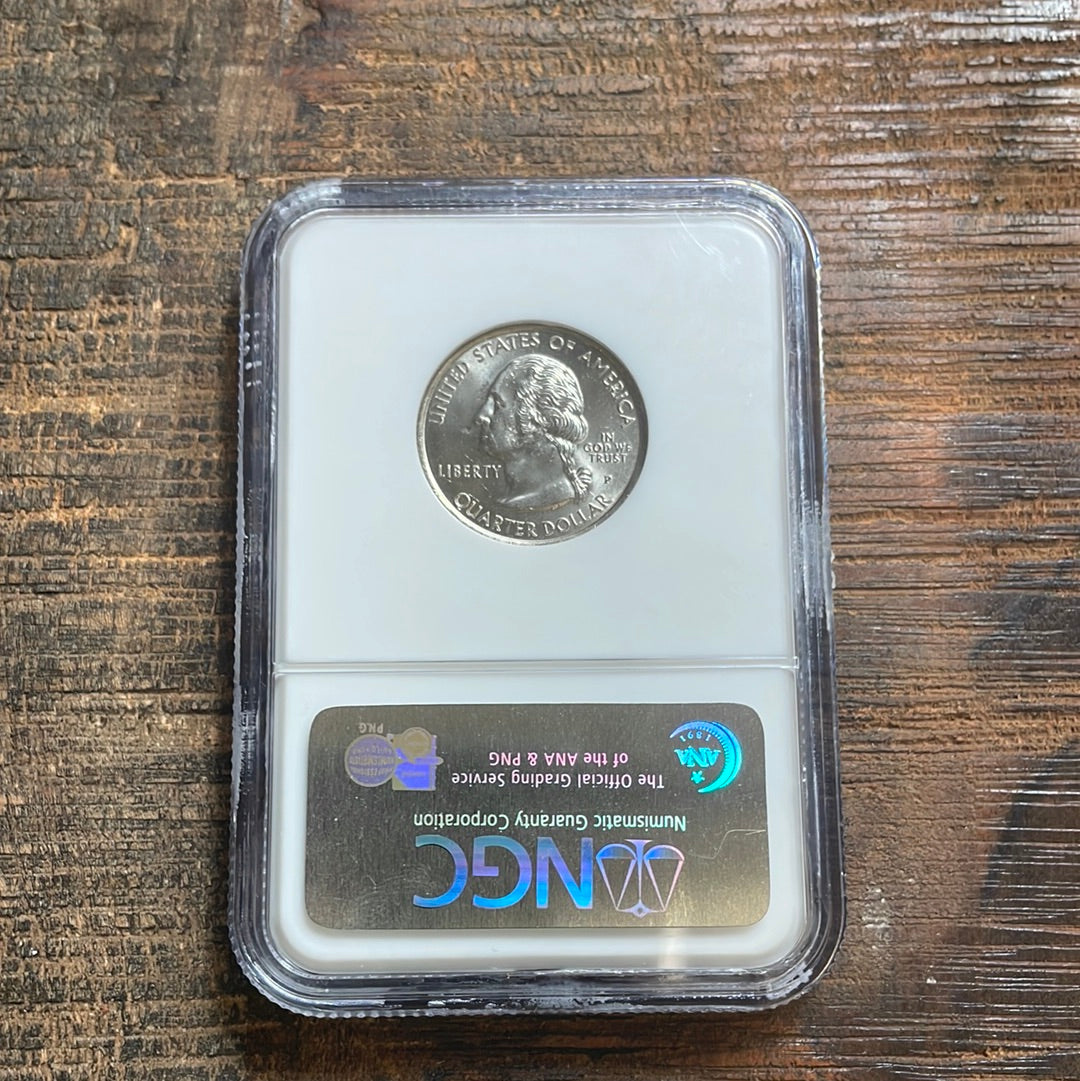 UNITED STATES OF AMERICA
LIBERTY
IN
GOD WE
TRUST
P
QUARTER DOLLAR
NGC
Numismatic Guaranty Corporation
The Official Grading Service
of the ANA & PNG
ANA
1891
PNG